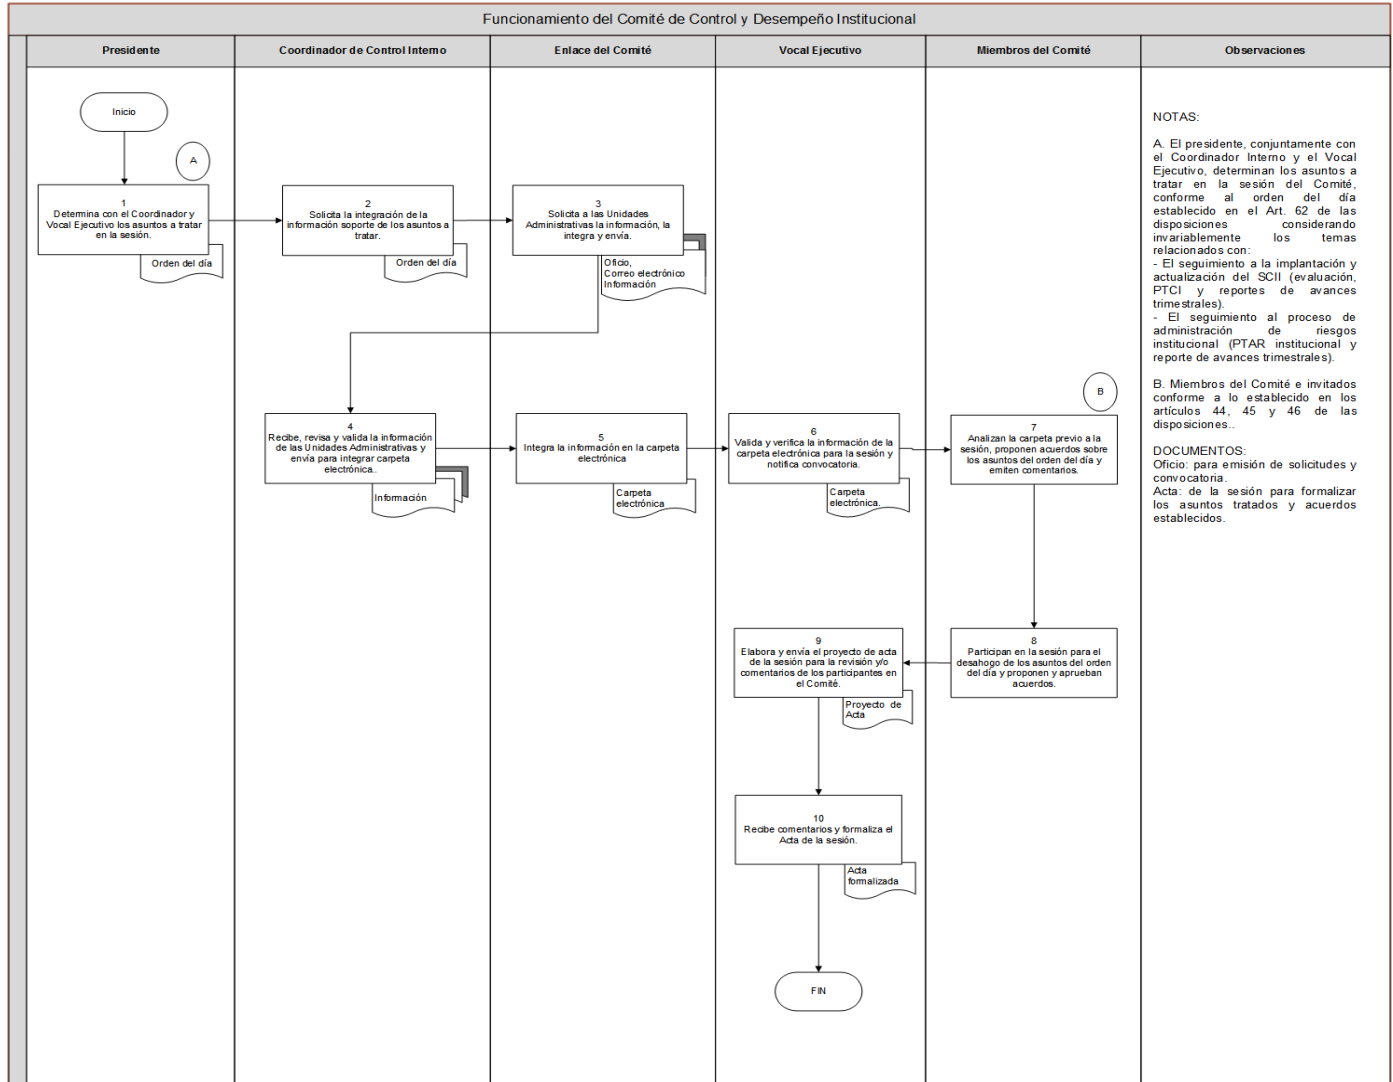 Funcionamiento del Comité de Control y Desempeño Institucional
Presidente
Coordinador de Control Interno
Enlace del Comité
Vocal Ejecutivo
Miembros del Comité
Observaciones
Inicio
A
1
Determina con el Coordinador y
Vocal Ejecutivo los asuntos a tratar
en la sesión.
Orden del día
2
Solicita la integración de la
información soporte de los asuntos a
tratar.
Orden del día
3
Solicita a las Unidades
Administrativas la información, la
integra y envía.
Oficio,
Correo electrónico
Información
4
Recibe, revisa y valida la información
de las Unidades Administrativas y
envía para integrar carpeta
electrónica..
Información
5
Integra la información en la carpeta
electrónica
Carpeta
electrónica
6
Valida y verifica la información de la
carpeta electrónica para la sesión y
notifica convocatoria.
Carpeta
electrónica.
B
7
Analizan la carpeta previo a la
sesión, proponen acuerdos sobre
los asuntos del orden del día y
emiten comentarios.
8
Participan en la sesión para el
desahogo de los asuntos del orden
del día y proponen y aprueban
acuerdos.
9
Elabora y envía el proyecto de acta
de la sesión para la revisión y/o
comentarios de los participantes en
el Comité.
Proyecto de
Acta
10
Recibe comentarios y formaliza el
Acta de la sesión.
Acta
formalizada
FIN
NOTAS:
A. El presidente, conjuntamente con
el Coordinador Interno y el Vocal
Ejecutivo, determinan los asuntos a
tratar en la sesión del Comité,
conforme al orden del día
establecido en el Art. 62 de las
disposiciones considerando
invariablemente los temas
relacionados con:
- El seguimiento a la implantación y
actualización del SCII (evaluación,
PTCI y reportes de avances
trimestrales).
- El seguimiento al proceso de
administración de riesgos
institucional (PTAR institucional y
reporte de avances trimestrales).
B. Miembros del Comité e invitados
conforme a lo establecido en los
artículos 44, 45 y 46 de las
disposiciones..
DOCUMENTOS:
Oficio: para emisión de solicitudes y
convocatoria.
Acta: de la sesión para formalizar
los asuntos tratados y acuerdos
establecidos.